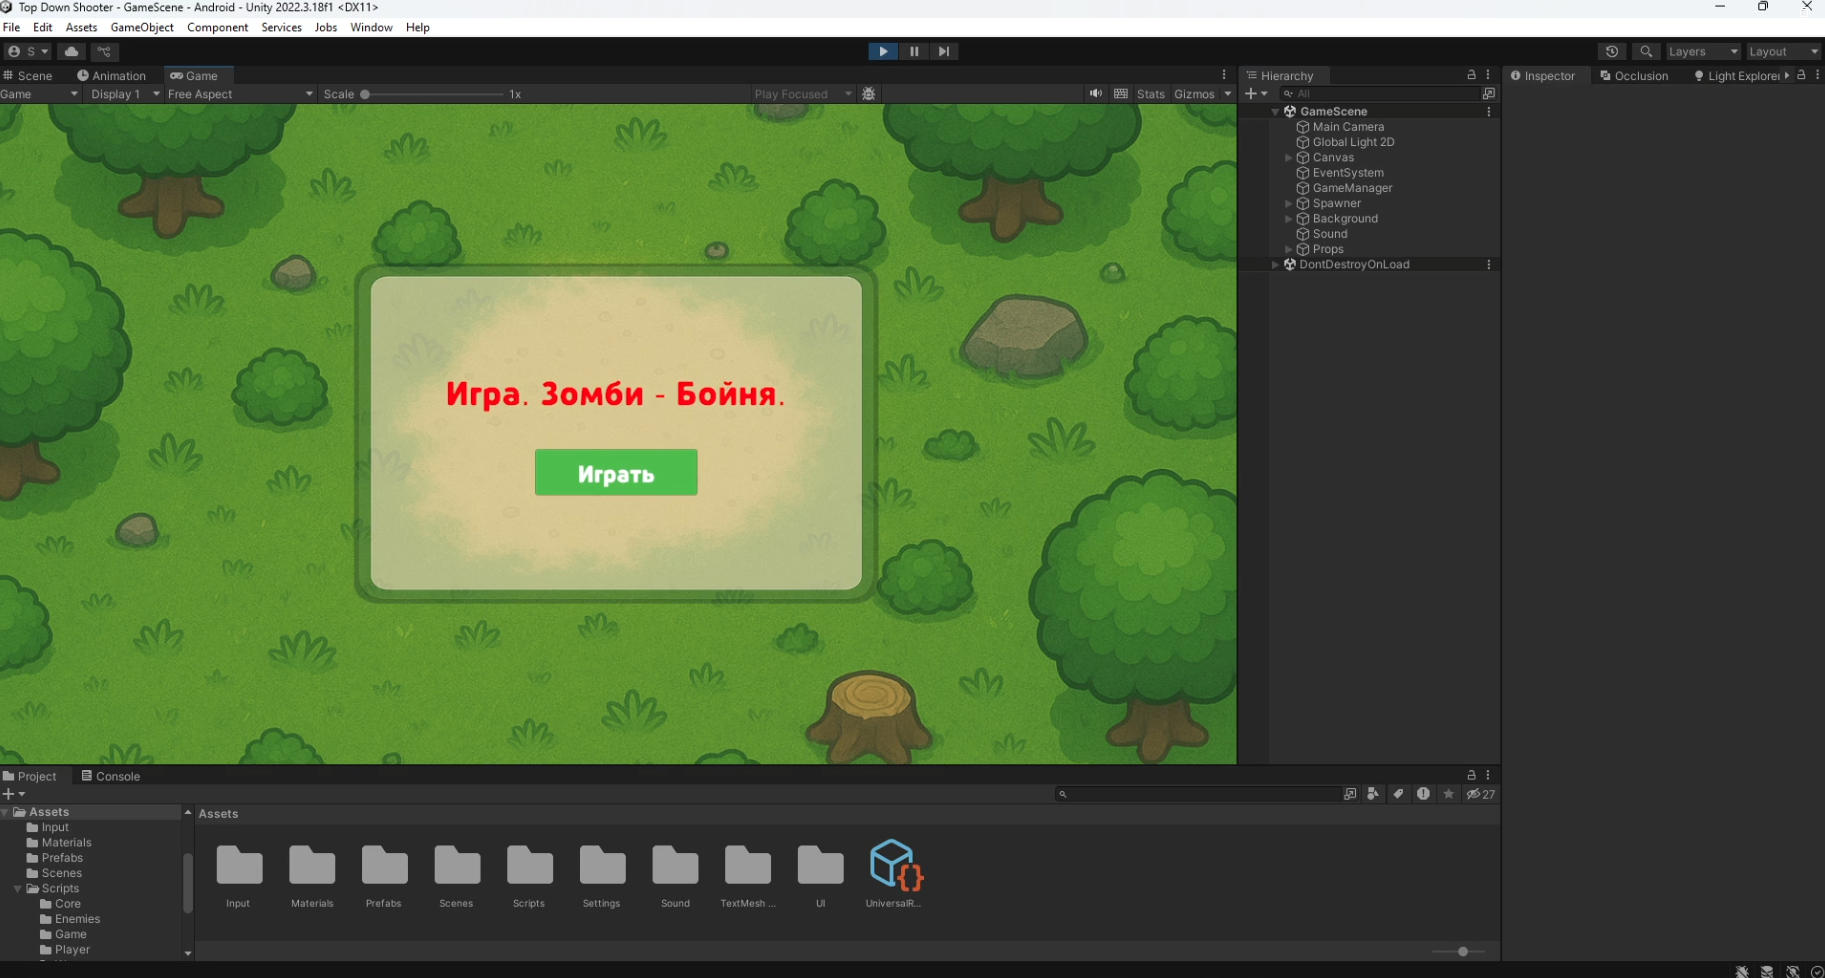 Top Down Shooter - GameScene - Android - Unity 2022.3.18f1 <DX11>
File Edit Assets GameObject Component Services Jobs Window Help
S Layers Layout
Scene Animation Game
Game Display 1 Free Aspect Scale 1x Play Focused Stats Gizmos
Игра. Зомби - Бойня.
Играть
Hierarchy
All
GameScene
Main Camera
Global Light 2D
Canvas
EventSystem
GameManager
Spawner
Background
Sound
Props
DontDestroyOnLoad
Inspector Occlusion Light Explorer
Project Console
27
Assets
Input
Materials
Prefabs
Scenes
Scripts
Core
Enemies
Game
Player
Assets
Input Materials Prefabs Scenes Scripts Settings Sound TextMesh ... UI UniversalR...